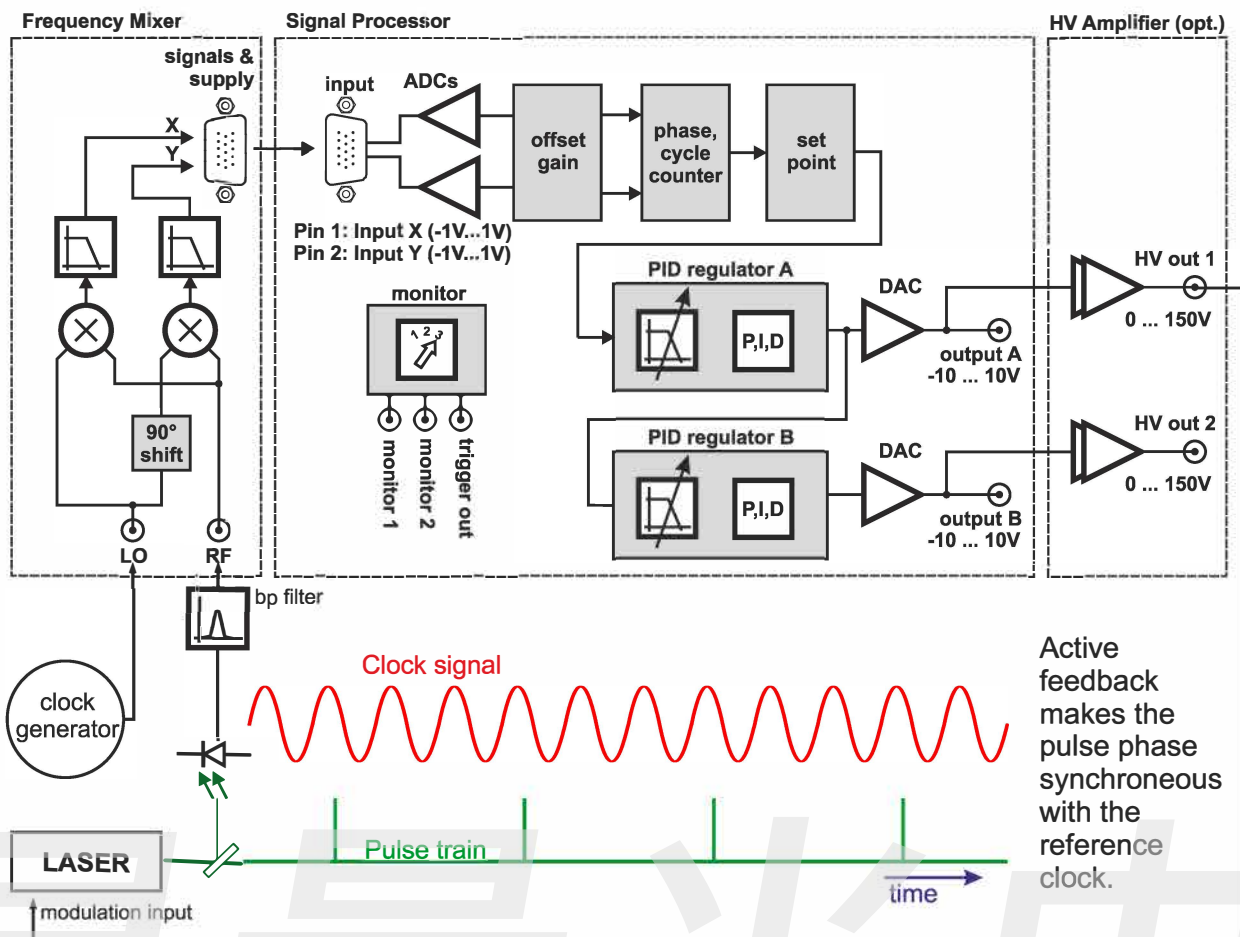 Frequency Mixer
Signal Processor
HV Amplifier (opt.)
signals &
supply
X
Y
input
ADCs
offset
gain
phase,
cycle
counter
set
point
Pin 1: Input X (-1V...1V)
Pin 2: Input Y (-1V...1V)
monitor
1 2 3
monitor 1
monitor 2
trigger out
PID regulator A
P,I,D
DAC
output A
-10 ... 10V
HV out 1
0 ... 150V
PID regulator B
P,I,D
DAC
output B
-10 ... 10V
HV out 2
0 ... 150V
90°
shift
LO
RF
bp filter
clock
generator
Clock signal
Pulse train
time
LASER
modulation input
Active
feedback
makes the
pulse phase
synchroneous
with the
reference
clock.